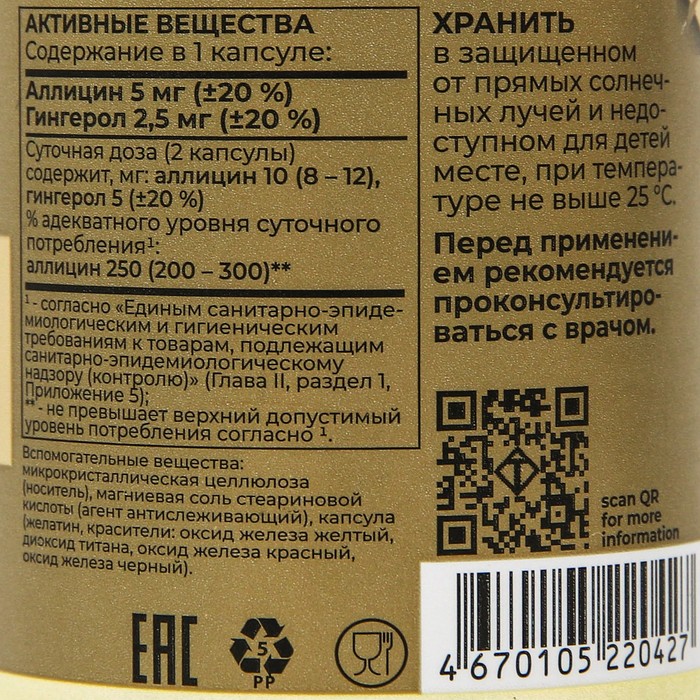 АКТИВНЫЕ ВЕЩЕСТВА
Содержание в 1 капсуле:
Аллицин 5 мг (±20 %)
Гингерол 2,5 мг (±20 %)
Суточная доза (2 капсулы)
содержит, мг: аллицин 10 (8 – 12),
гингерол 5 (±20 %)
% адекватного уровня суточного
потребления¹:
аллицин 250 (200 – 300)**
¹ - согласно «Единым санитарно-эпиде-
миологическим и гигиеническим
требованиям к товарам, подлежащим
санитарно-эпидемиологическому
надзору (контролю)» (Глава II, раздел 1,
Приложение 5);
** - не превышает верхний допустимый
уровень потребления согласно ¹.
Вспомогательные вещества:
микрокристаллическая целлюлоза
(носитель), магниевая соль стеариновой
кислоты (агент антислеживающий), капсула
(желатин, красители: оксид железа желтый,
диоксид титана, оксид железа красный,
оксид железа черный).
EAC
5
PP
ХРАНИТЬ
в защищенном
от прямых солнеч-
ных лучей и недо-
ступном для детей
месте, при темпера-
туре не выше 25 °С.
Перед применени-
ем рекомендуется
проконсультиро-
ваться с врачом.
scan QR
for more
information
4 670105 220427